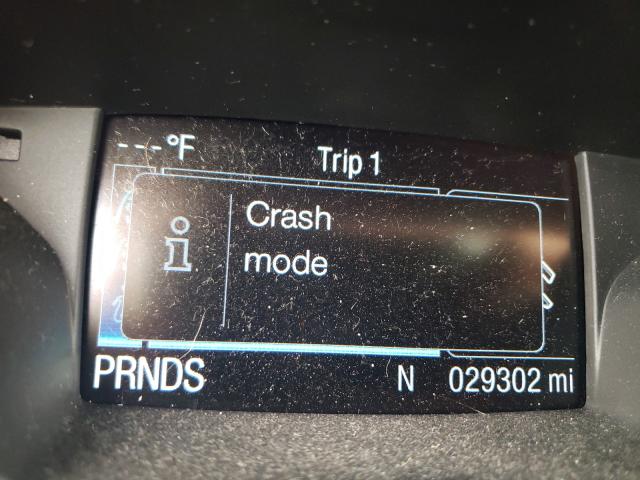 ---°F Trip 1
Crash
mode
PRNDS N 029302 mi